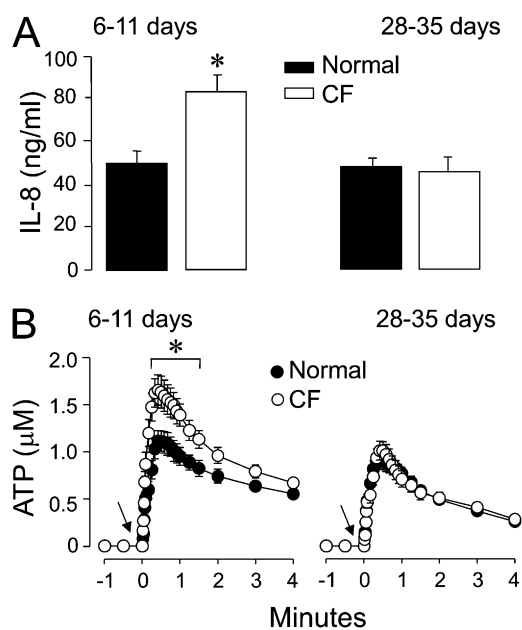 A
6-11 days
28-35 days
IL-8 (ng/ml)
100
80
60
40
20
0
*
Normal
CF
B
6-11 days
28-35 days
ATP (μM)
2.0
1.5
1.0
0.5
0
*
Normal
CF
-1 0 1 2 3 4
-1 0 1 2 3 4
Minutes